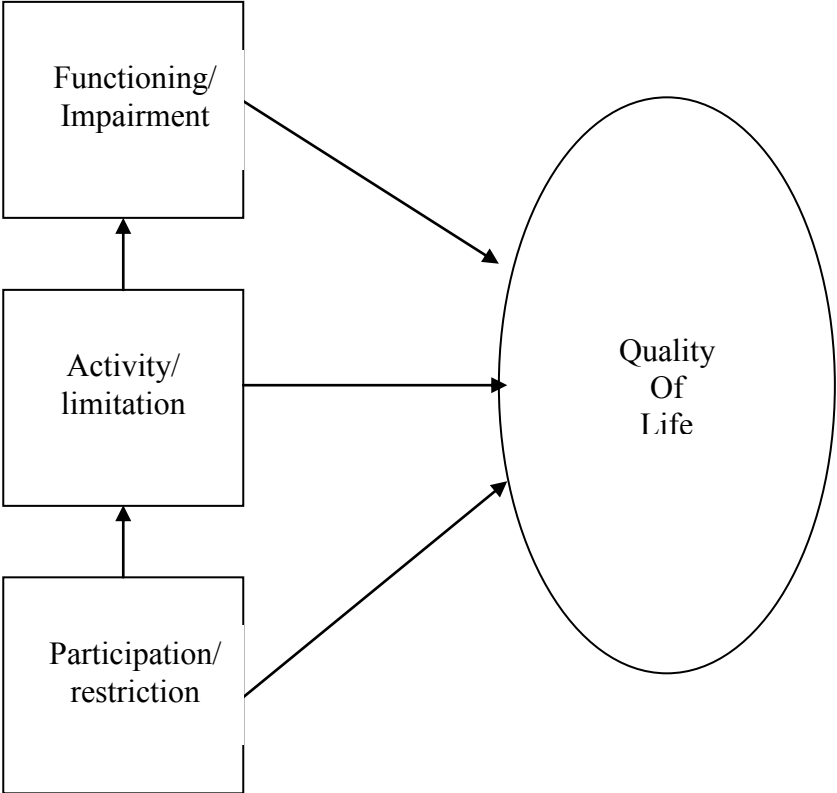 Functioning/
Impairment
Activity/
limitation
Quality
Of
Life
Participation/
restriction